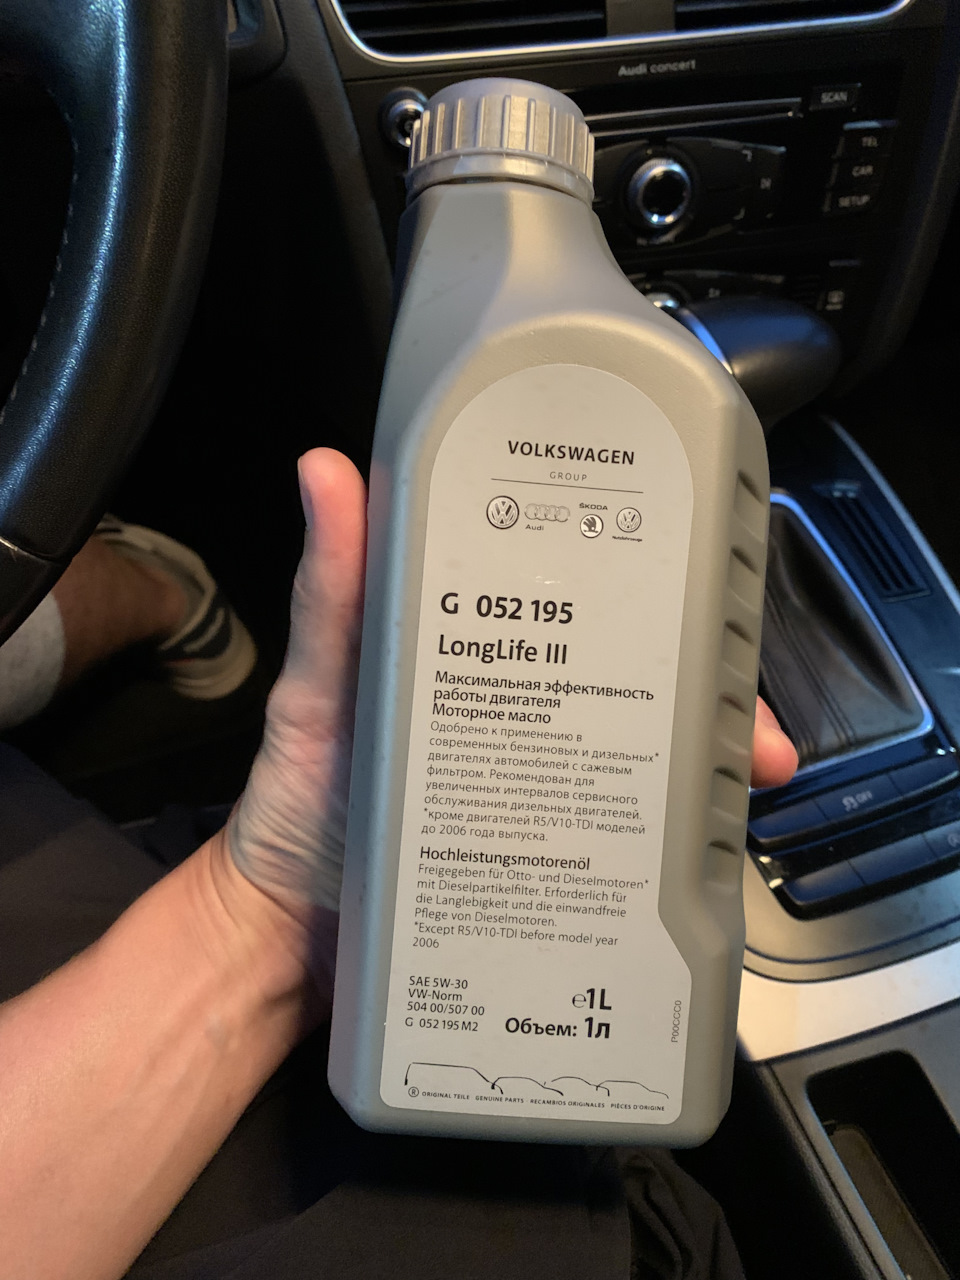 Audi concert
SCAN
TEL
CAR
SETUP
VOLKSWAGEN
GROUP
Audi
ŠKODA
Nutzfahrzeuge
G 052 195
LongLife III
Максимальная эффективность
работы двигателя
Моторное масло
Одобрено к применению в
современных бензиновых и дизельных*
двигателях автомобилей с сажевым
фильтром. Рекомендован для
увеличенных интервалов сервисного
обслуживания дизельных двигателей.
*кроме двигателей R5/V10-TDI моделей
до 2006 года выпуска.
Hochleistungsmotorenöl
Freigegeben für Otto- und Dieselmotoren*
mit Dieselpartikelfilter. Erforderlich für
die Langlebigkeit und die einwandfreie
Pflege von Dieselmotoren.
*Except R5/V10-TDI before model year
2006
SAE 5W-30
VW-Norm
504 00/507 00
G 052 195 M2
℮1L
Объем: 1л
® ORIGINAL TEILE GENUINE PARTS RECAMBIOS ORIGINALES PIÈCES D'ORIGINE
OFF